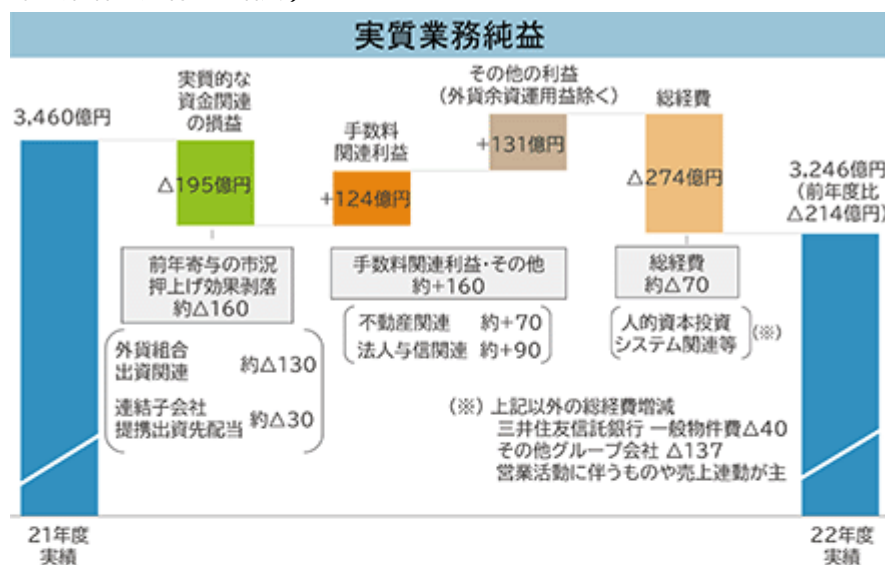 実質業務純益
3,460億円
実質的な
資金関連
の損益
△195億円
手数料
関連利益
+124億円
その他の利益
(外貨余資運用益除く)
+131億円
総経費
△274億円
3,246億円
(前年度比
△214億円)
前年寄与の市況
押上げ効果剥落
約△160
外貨組合
出資関連 約△130
連結子会社
提携出資先配当 約△30
手数料関連利益・その他
約+160
不動産関連 約+70
法人与信関連 約+90
総経費
約△70
人的資本投資
システム関連等
(※)
(※) 上記以外の総経費増減
三井住友信託銀行 一般物件費△40
その他グループ会社 △137
営業活動に伴うものや売上連動が主
21年度
実績
22年度
実績